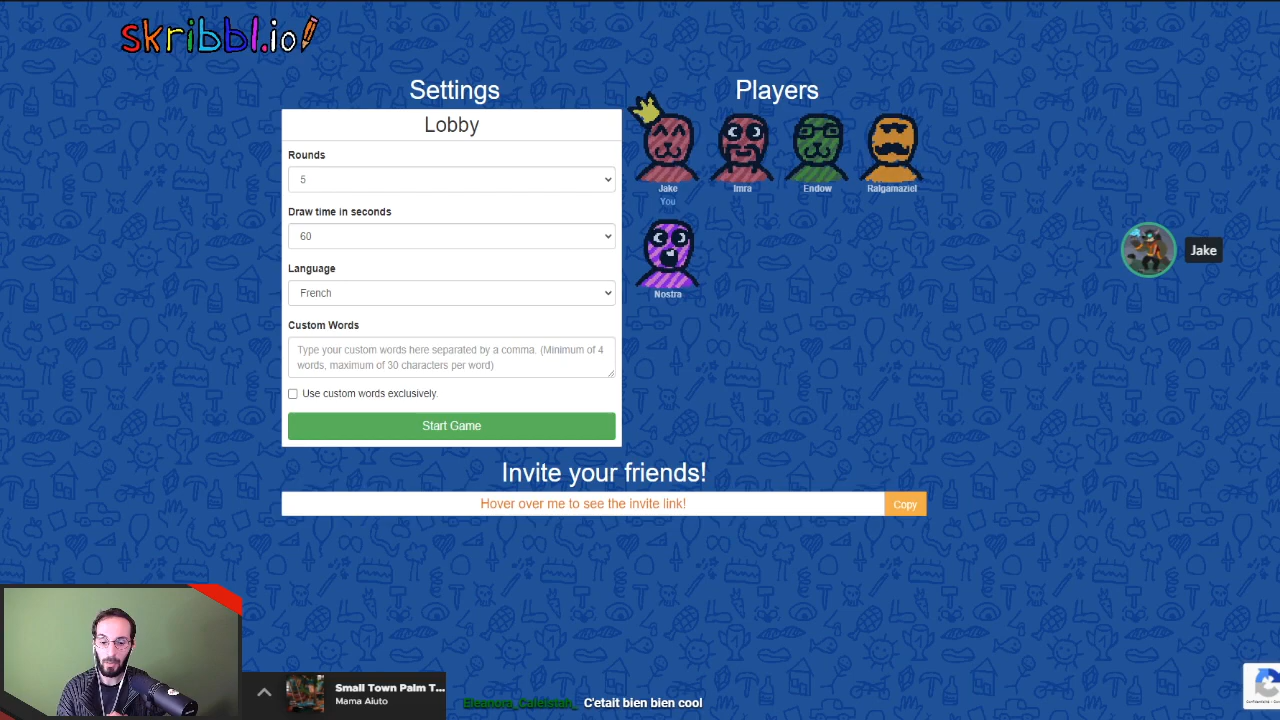 skribbl.io
Settings
Players
Lobby
Rounds
5
Draw time in seconds
60
Language
French
Custom Words
Type your custom words here separated by a comma. (Minimum of 4
words, maximum of 30 characters per word)
Use custom words exclusively.
Start Game
Jake
You
Imra
Endow
Ralgamaziel
Nostra
Jake
Invite your friends!
Hover over me to see the invite link!
Copy
Small Town Palm T...
Mama Aiuto
C'etait bien bien cool